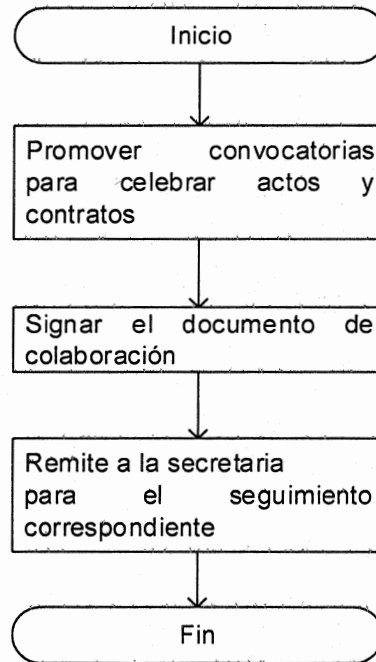 Inicio
Promover convocatorias
para celebrar actos y
contratos
Signar el documento de
colaboración
Remite a la secretaria
para el seguimiento
correspondiente
Fin